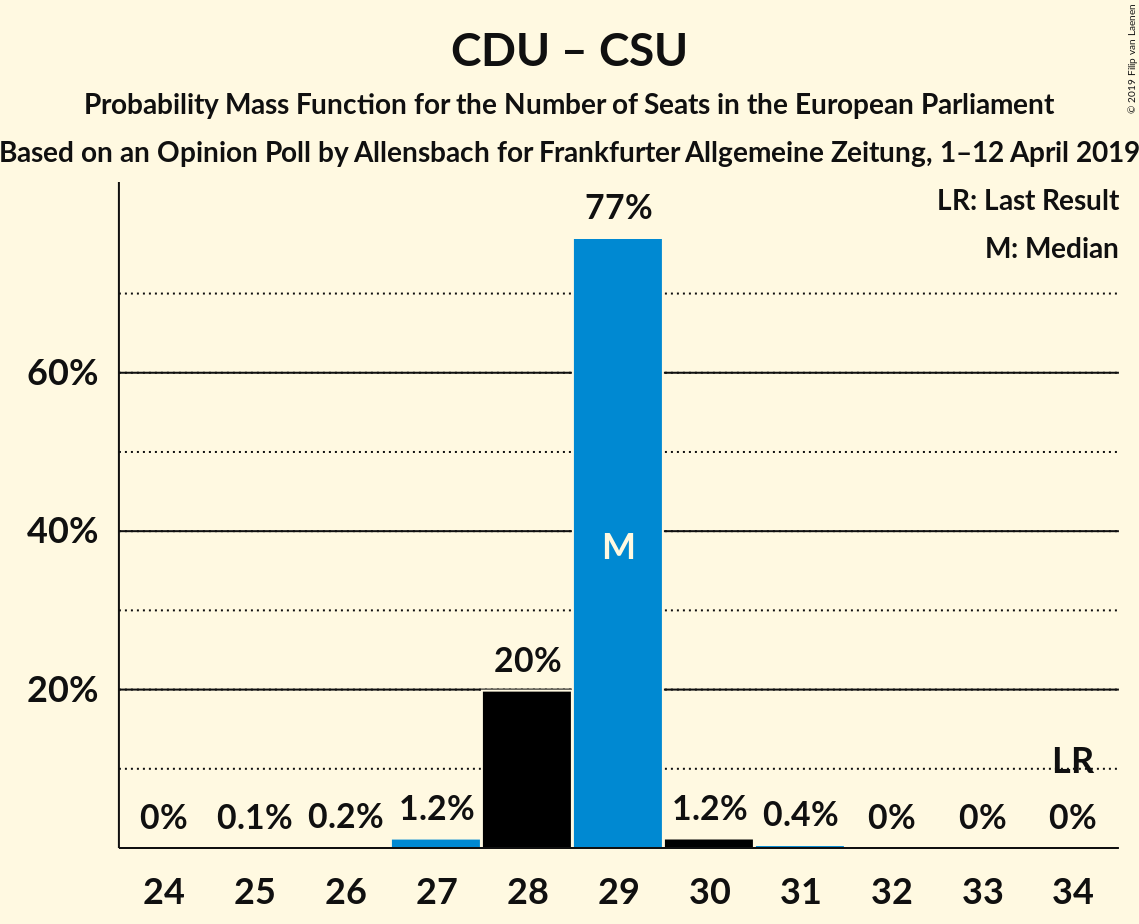 CDU – CSU
Probability Mass Function for the Number of Seats in the European Parliament
Based on an Opinion Poll by Allensbach for Frankfurter Allgemeine Zeitung, 1–12 April 2019
© 2019 Filip van Laenen
LR: Last Result
M: Median
77%
60%
40%
M
20%
20%
LR
0%
0.1%
0.2%
1.2%
1.2%
0.4%
0%
0%
0%
24 25 26 27 28 29 30 31 32 33 34